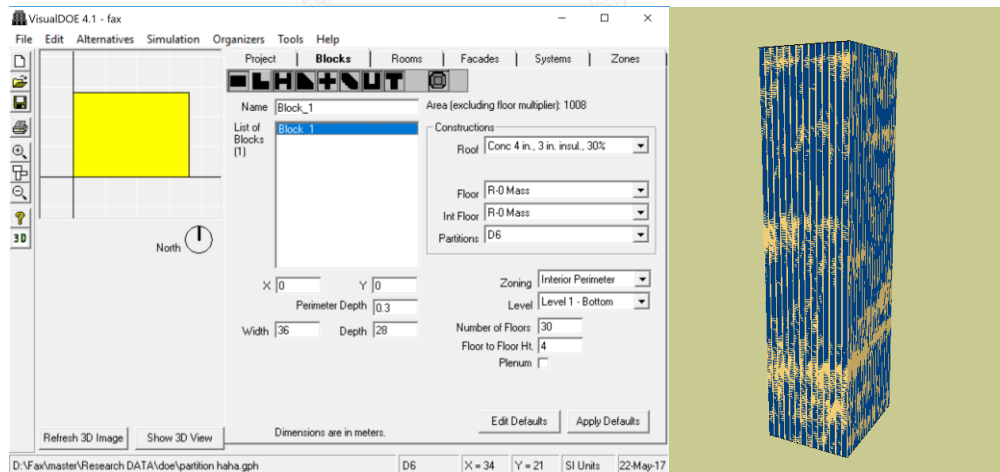 VisualDOE 4.1 - fax
File Edit Alternatives Simulation Organizers Tools Help
Project Blocks Rooms Facades Systems Zones
Name Block_1
Area (excluding floor multiplier): 1008
List of Blocks (1)
Block_1
Constructions
Roof Conc 4 in., 3 in. insul., 30%
Floor R-0 Mass
Int Floor R-0 Mass
Partitions D6
North
X 0 Y 0
Perimeter Depth 0.3
Width 36 Depth 28
Zoning Interior Perimeter
Level Level 1 - Bottom
Number of Floors 30
Floor to Floor Ht. 4
Plenum
Edit Defaults Apply Defaults
Refresh 3D Image Show 3D View
Dimensions are in meters.
3D
D:\Fax\master\Research DATA\doe\partition haha.gph D6 X = 34 Y = 21 SI Units 22-May-17